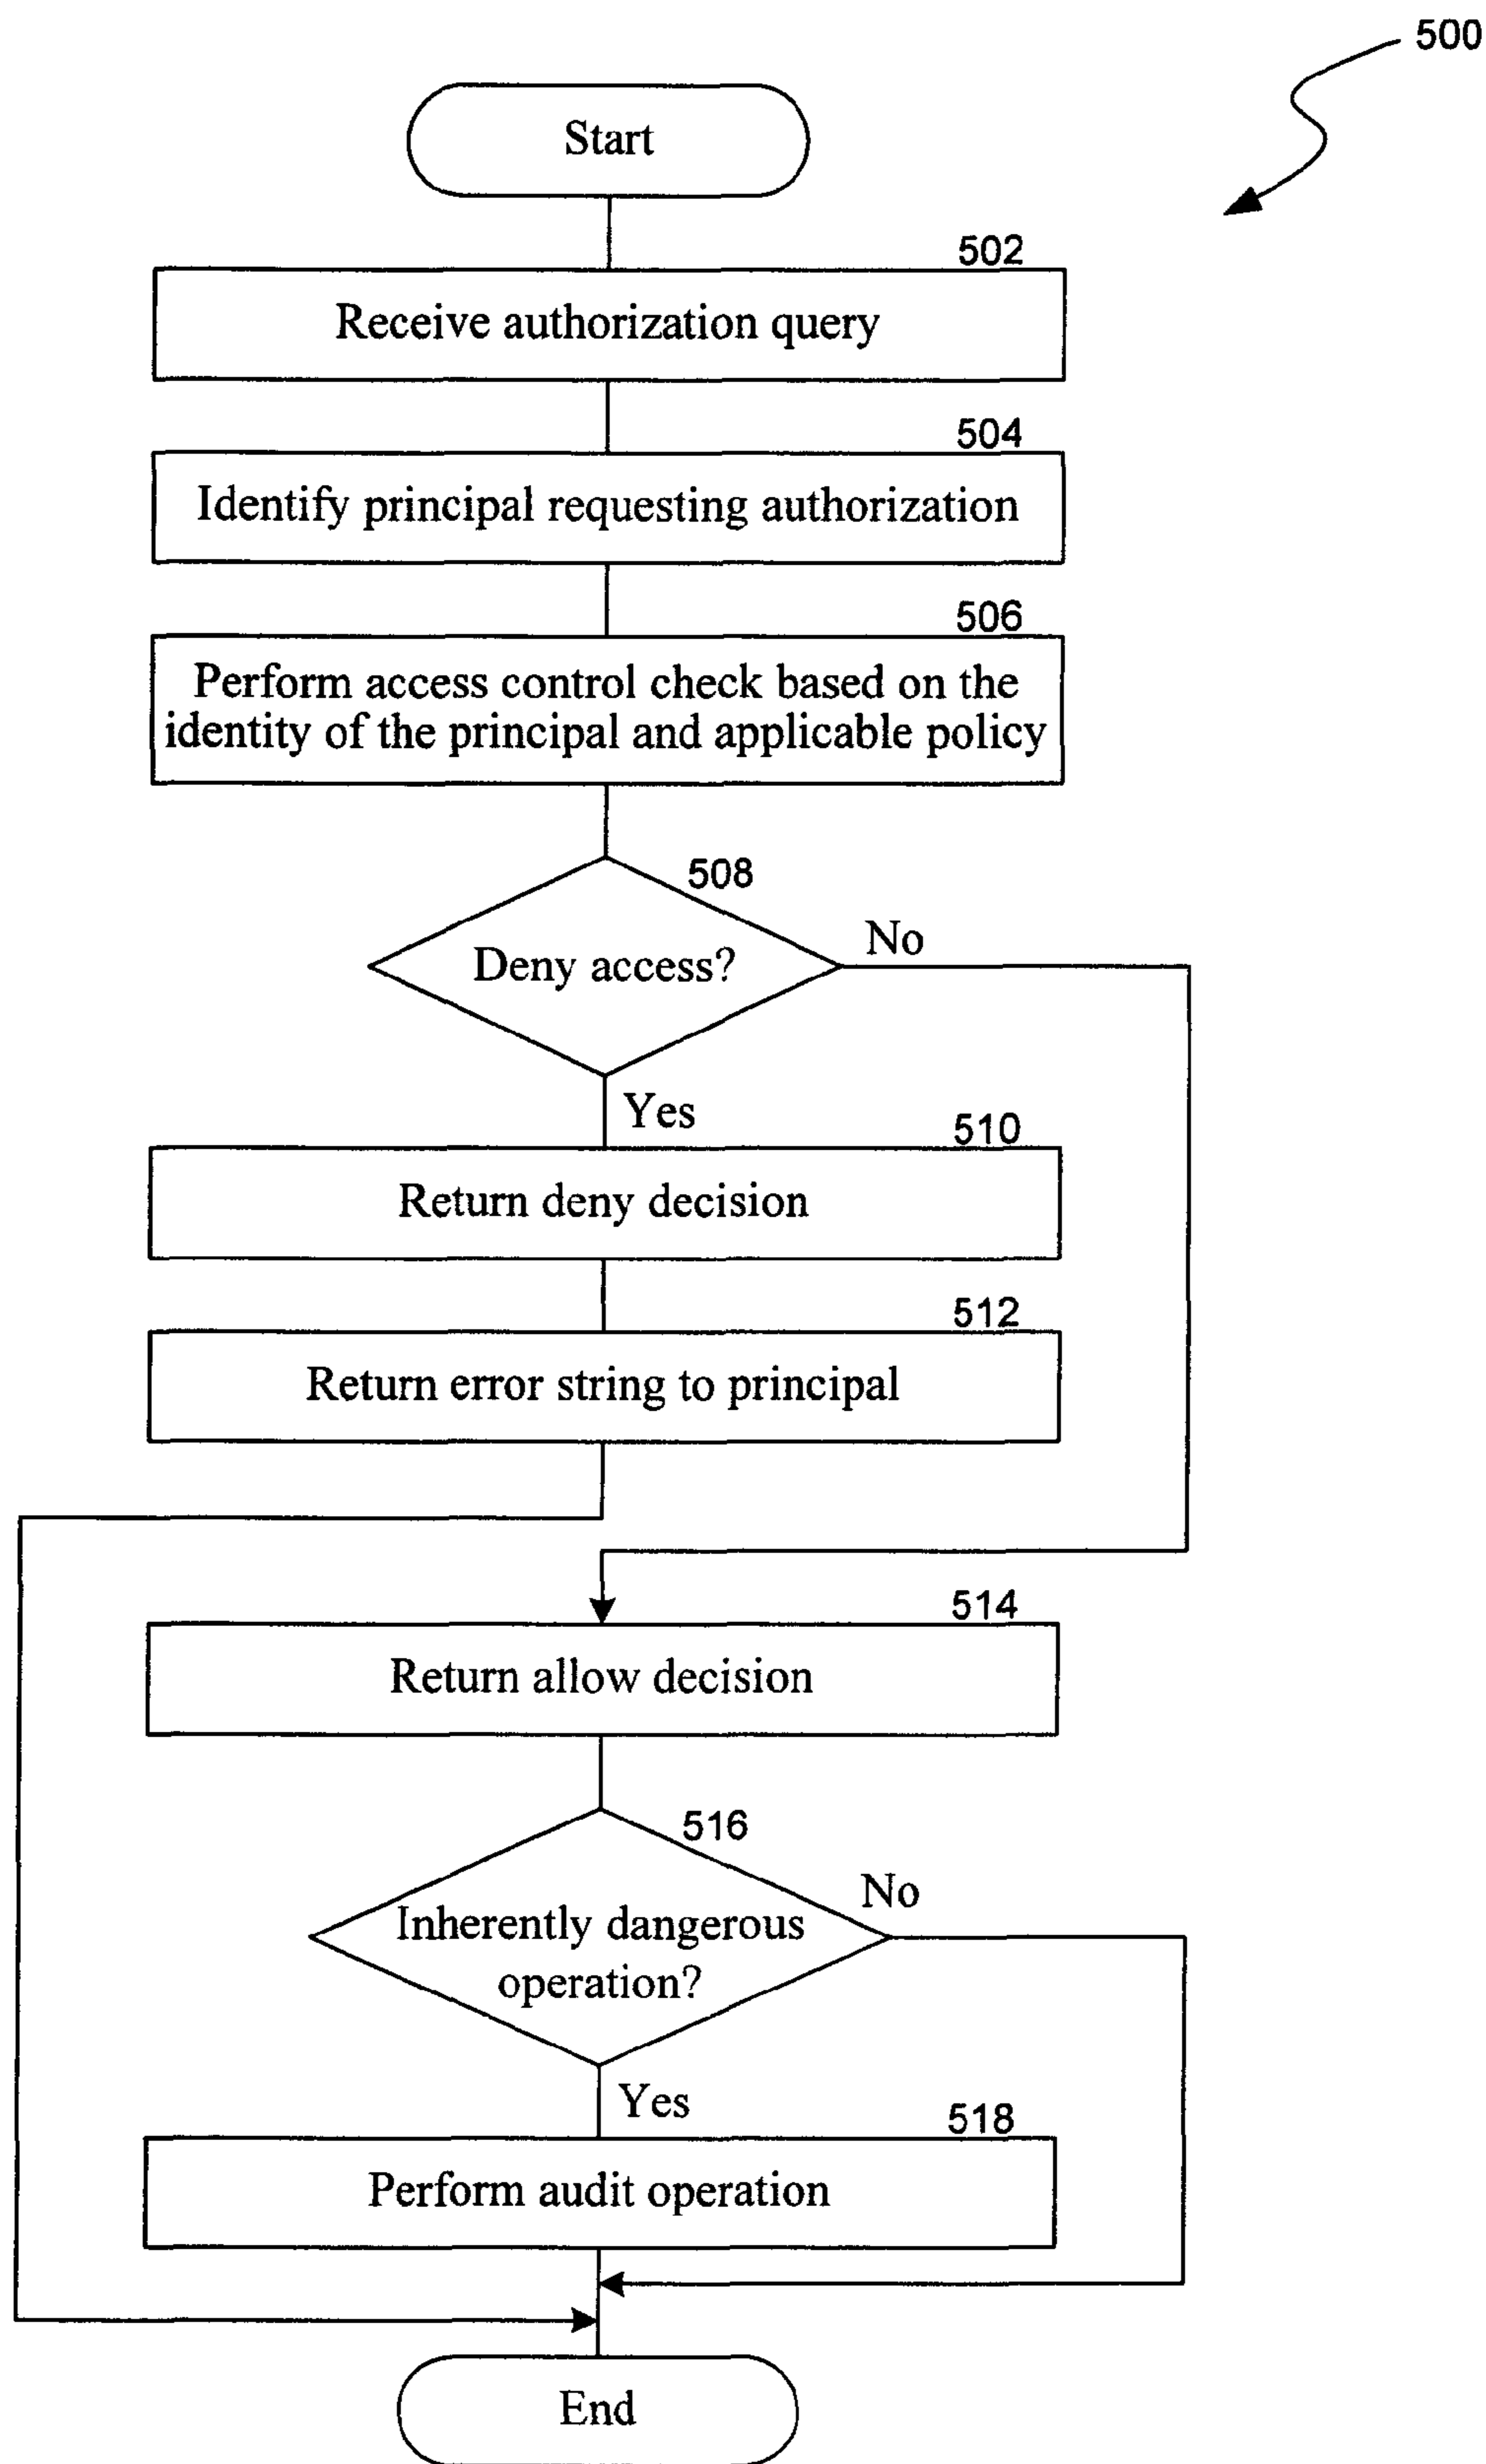 500
Start
502
Receive authorization query
504
Identify principal requesting authorization
506
Perform access control check based on the
identity of the principal and applicable policy
508
Deny access?
No
Yes
510
Return deny decision
512
Return error string to principal
514
Return allow decision
516
Inherently dangerous
operation?
No
Yes
518
Perform audit operation
End